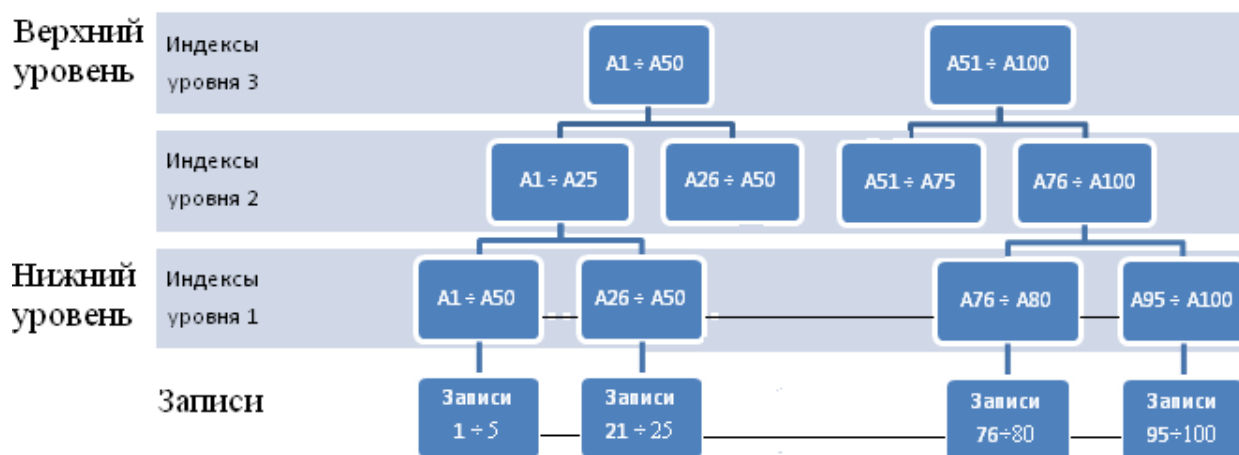 Верхний
уровень
Индексы
уровня 3
A1 ÷ A50
A51 ÷ A100
Индексы
уровня 2
A1 ÷ A25
A26 ÷ A50
A51 ÷ A75
A76 ÷ A100
Нижний
уровень
Индексы
уровня 1
A1 ÷ A50
A26 ÷ A50
A76 ÷ A80
A95 ÷ A100
Записи
Записи
1 ÷ 5
Записи
21 ÷ 25
Записи
76÷80
Записи
95÷100